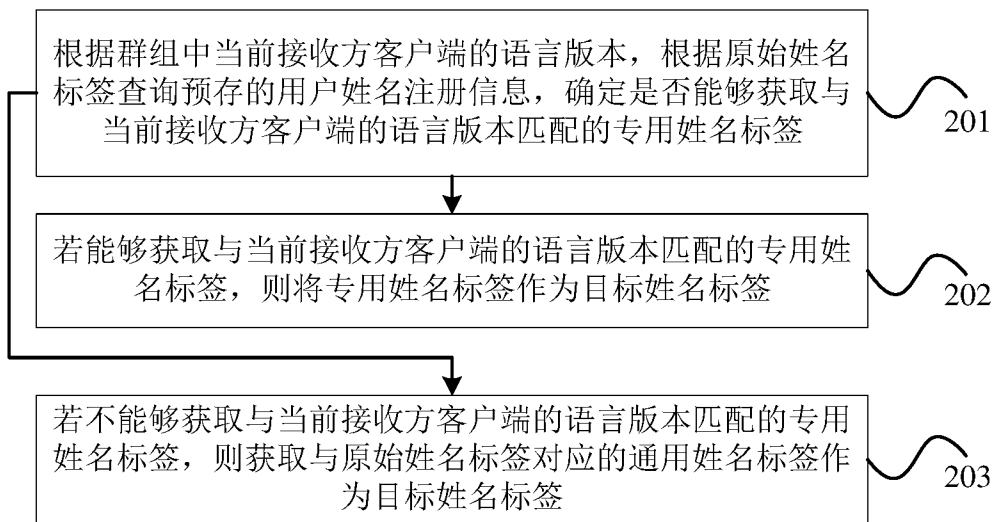 根据群组中当前接收方客户端的语言版本，根据原始姓名
标签查询预存的用户姓名注册信息，确定是否能够获取与
当前接收方客户端的语言版本匹配的专用姓名标签
201
若能够获取与当前接收方客户端的语言版本匹配的专用姓
名标签，则将专用姓名标签作为目标姓名标签
202
若不能够获取与当前接收方客户端的语言版本匹配的专用
姓名标签，则获取与原始姓名标签对应的通用姓名标签作
为目标姓名标签
203